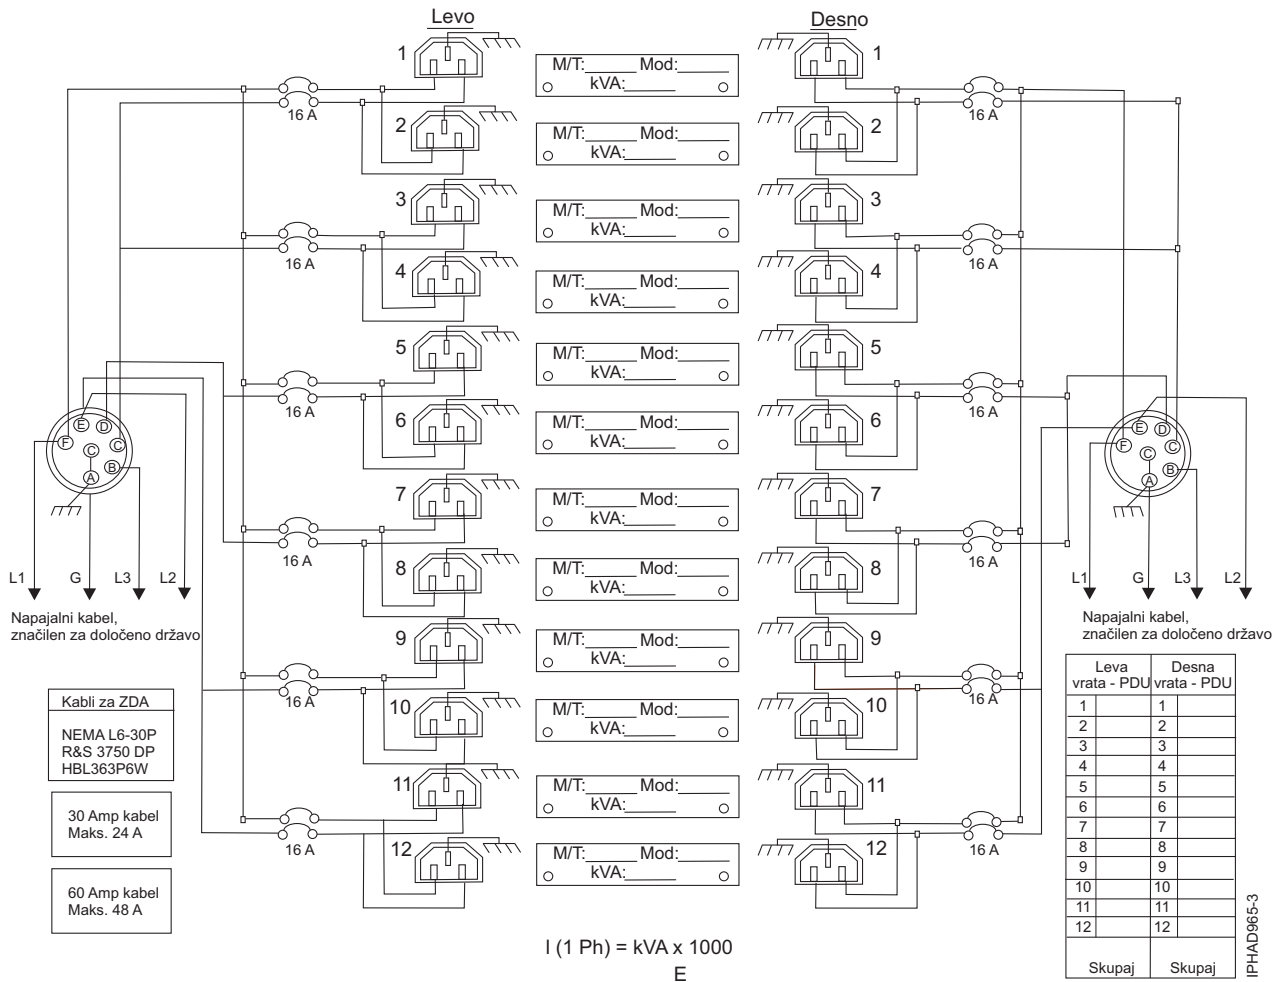 Levo
Desno
1
M/T:_____ Mod:_____
kVA:_____
1
16 A
16 A
2
M/T:_____ Mod:_____
kVA:_____
2
3
M/T:_____ Mod:_____
kVA:_____
3
16 A
16 A
4
M/T:_____ Mod:_____
kVA:_____
4
5
M/T:_____ Mod:_____
kVA:_____
5
16 A
16 A
6
M/T:_____ Mod:_____
kVA:_____
6
E D
F C C
B
A
E D
F C C
B
A
7
M/T:_____ Mod:_____
kVA:_____
7
16 A
16 A
8
M/T:_____ Mod:_____
kVA:_____
8
L1 G L3 L2
Napajalni kabel,
značilen za določeno državo
L1 G L3 L2
Napajalni kabel,
značilen za določeno državo
9
M/T:_____ Mod:_____
kVA:_____
9
16 A
16 A
10
M/T:_____ Mod:_____
kVA:_____
10
11
M/T:_____ Mod:_____
kVA:_____
11
16 A
16 A
12
M/T:_____ Mod:_____
kVA:_____
12
Kabli za ZDA
NEMA L6-30P
R&S 3750 DP
HBL363P6W
30 Amp kabel
Maks. 24 A
60 Amp kabel
Maks. 48 A
Leva Desna
vrata - PDU vrata - PDU
1 1
2 2
3 3
4 4
5 5
6 6
7 7
8 8
9 9
10 10
11 11
12 12
Skupaj Skupaj
IPHAD965-3
I (1 Ph) = kVA x 1000
E